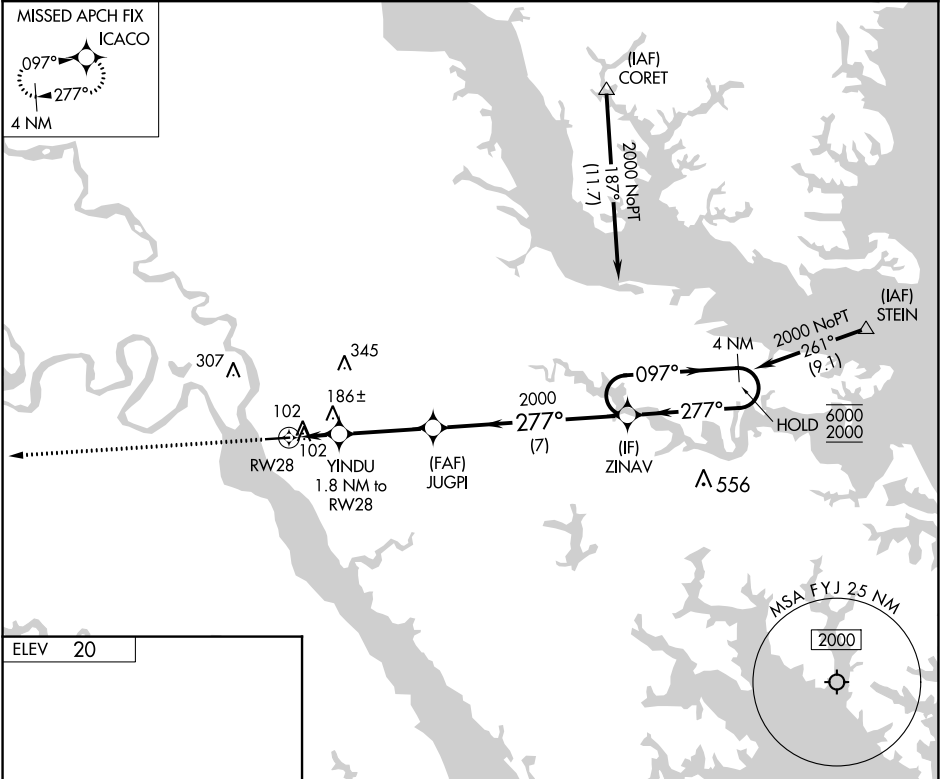 MISSED APCH FIX
ICACO
097°
277°
4 NM
(IAF)
CORET
2000 NoPT
187°
(11.7)
(IAF)
STEIN
2000 NoPT
261°
(9.1)
4 NM
097°
277°
HOLD
6000
2000
307
345
186±
102
102
RW28
YINDU
1.8 NM to
RW28
(FAF)
JUGPI
2000
277°
(7)
(IF)
ZINAV
556
MSA FYJ 25 NM
2000
ELEV 20